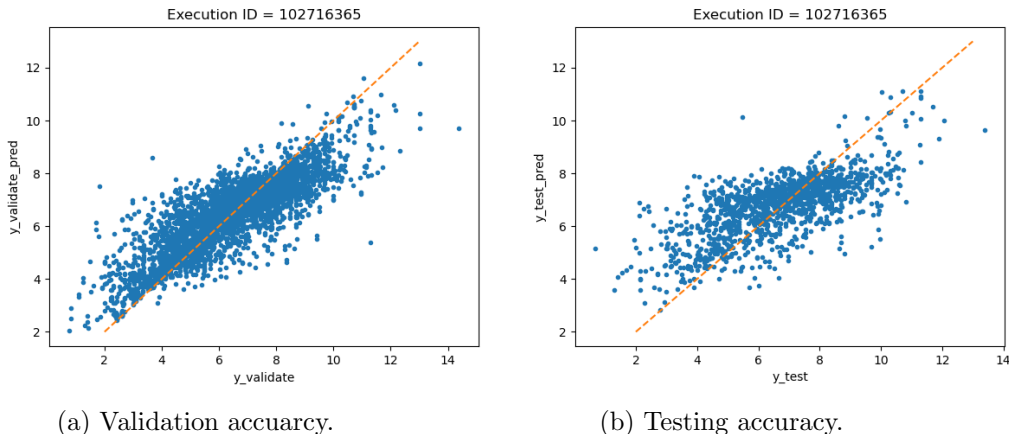 Execution ID = 102716365
12
10
8
6
4
2
y_validate_pred
2 4 6 8 10 12 14
y_validate
(a) Validation accuarcy.
Execution ID = 102716365
12
10
8
6
4
2
y_test_pred
2 4 6 8 10 12 14
y_test
(b) Testing accuracy.